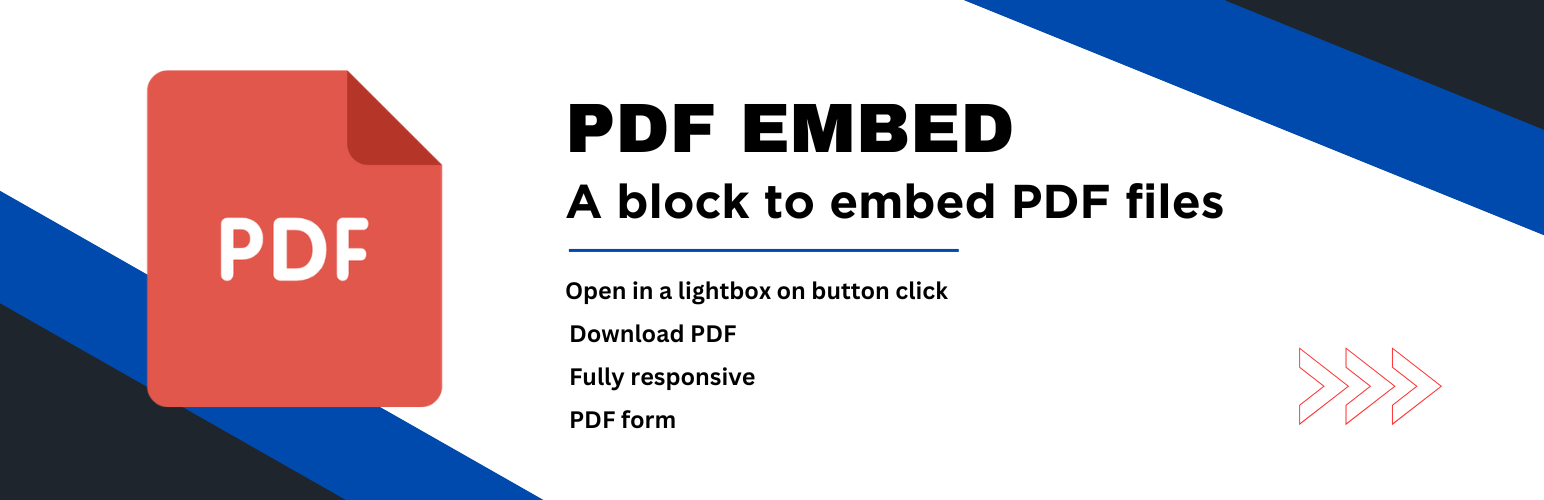 PDF
PDF EMBED
A block to embed PDF files
Open in a lightbox on button click
Download PDF
Fully responsive
PDF form